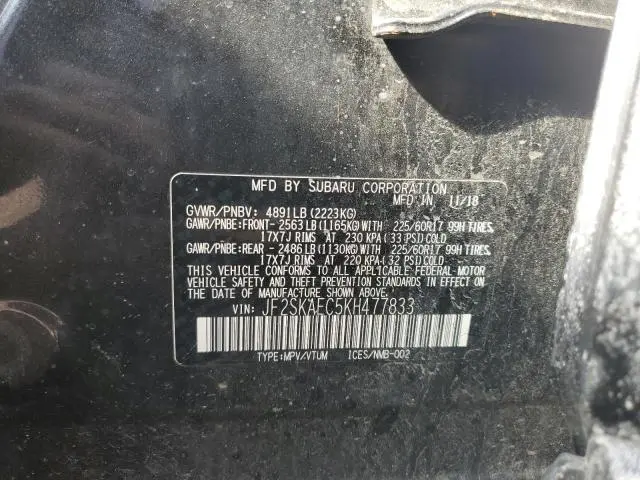 MFD BY SUBARU CORPORATION
MFD IN 11/18
GVWR/PNBV: 4891LB(2223KG)
GAWR/PNBE:FRONT- 2563LB(1165KG)WITH 225/60R17 99H TIRES,
17X7J RIMS AT 230 KPA(33 PSI)COLD
GAWR/PNBE:REAR - 2486LB(1130KG)WITH 225/60R17 99H TIRES,
17X7J RIMS AT 220 KPA(32 PSI)COLD
THIS VEHICLE CONFORMS TO ALL APPLICABLE FEDERAL MOTOR
VEHICLE SAFETY AND THEFT PREVENTION STANDARDS IN EFFECT ON
THE DATE OF MANUFACTURE SHOWN ABOVE.
VIN: JF2SKAEC5KH477833
TYPE:MPV/VTUM ICES/NMB-002